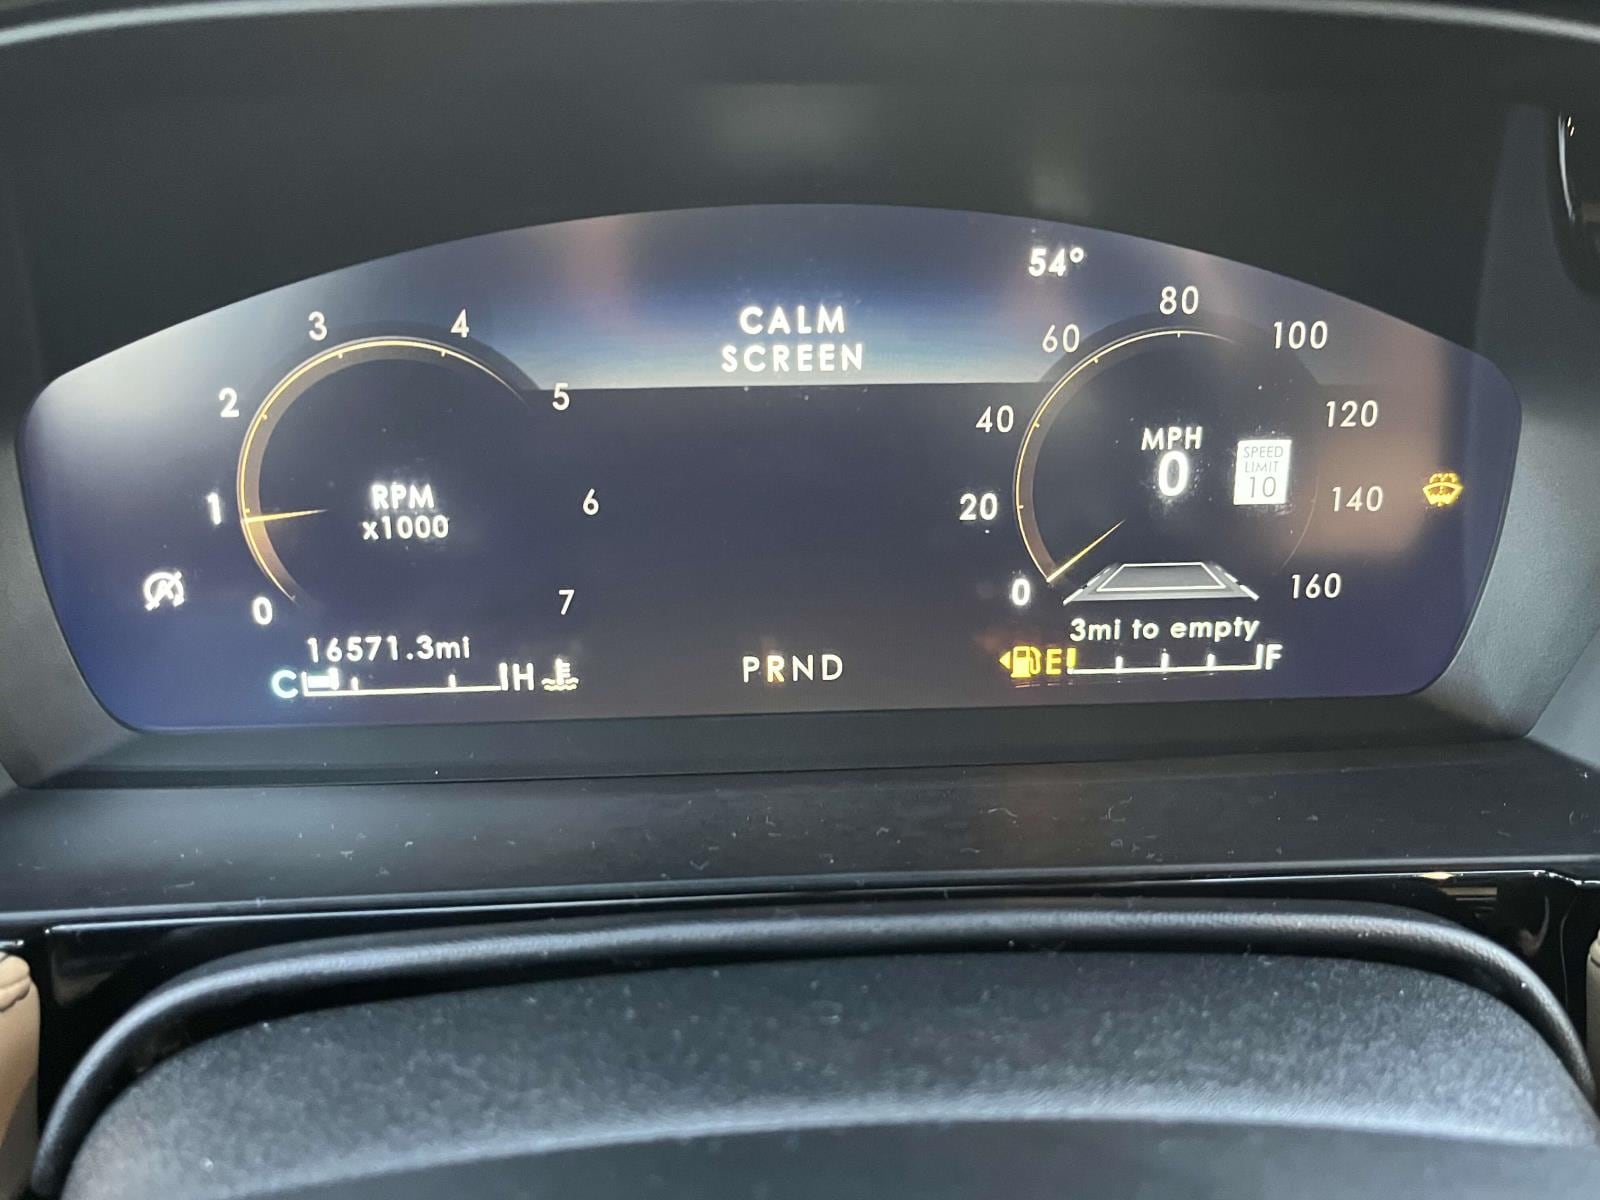 54°
CALM
SCREEN
0
1
2
3
4
5
6
7
RPM
x1000
0
20
40
60
80
100
120
140
160
MPH
0
SPEED
LIMIT
10
16571.3mi
C H
PRND
3mi to empty
E F